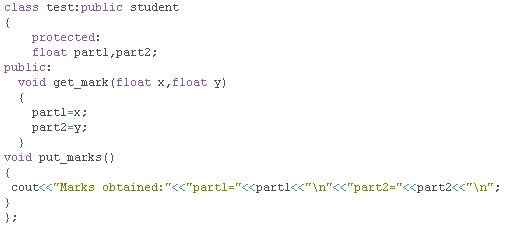 class test:public student
{
    protected:
    float part1,part2;
public:
  void get_mark(float x,float y)
  {
    part1=x;
    part2=y;
  }
void put_marks()
{
 cout<<"Marks obtained:"<<"part1="<<part1<<"\n"<<"part2="<<part2<<"\n";
}
};